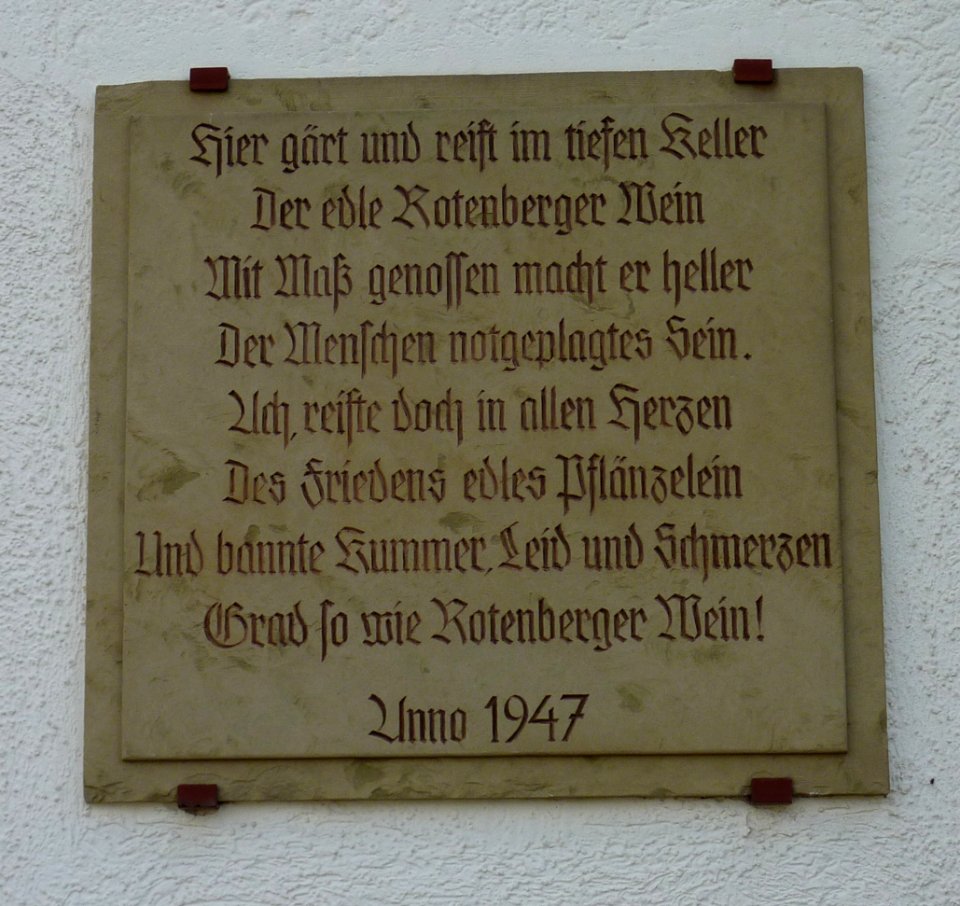 Hier gärt und reift im tiefen Keller
Der edle Rotenberger Wein
Mit Maß genossen macht er heller
Der Menschen notgeplagtes Sein.
Ach, reifte doch in allen Herzen
Des Friedens edles Pflänzelein
Und bannte Kummer, Leid und Schmerzen
Grad so wie Rotenberger Wein!
Anno 1947